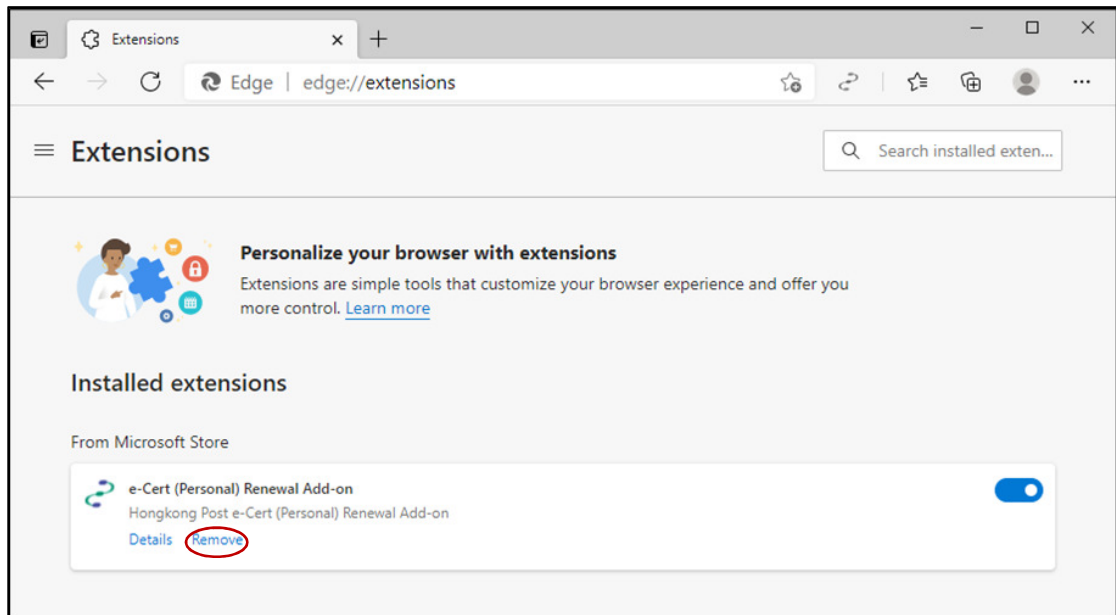 Extensions
Edge | edge://extensions
Extensions
Search installed exten...
Personalize your browser with extensions
Extensions are simple tools that customize your browser experience and offer you
more control. Learn more
Installed extensions
From Microsoft Store
e-Cert (Personal) Renewal Add-on
Hongkong Post e-Cert (Personal) Renewal Add-on
Details Remove